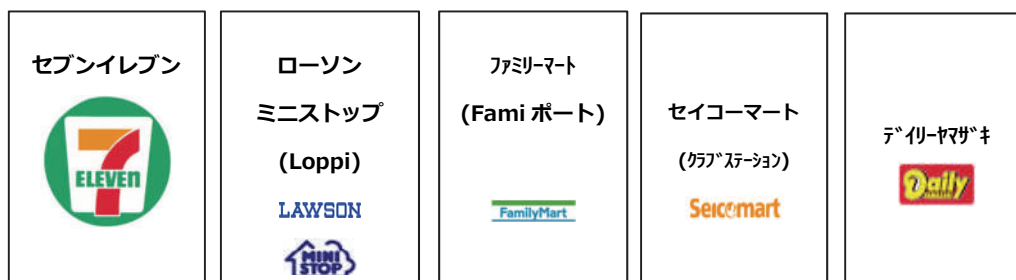 セブンイレブン
7
ELEVEN
ローソン
ミニストップ
(Loppi)
LAWSON
MINI
STOP
ﾌｧﾐﾘｰﾏｰﾄ
(Fami ポート)
FamilyMart
セイコーマート
(ｸﾗﾌﾞｽﾃｰｼｮﾝ)
Seicomart
ﾃﾞｲﾘｰﾔﾏｻﾞｷ
Daily